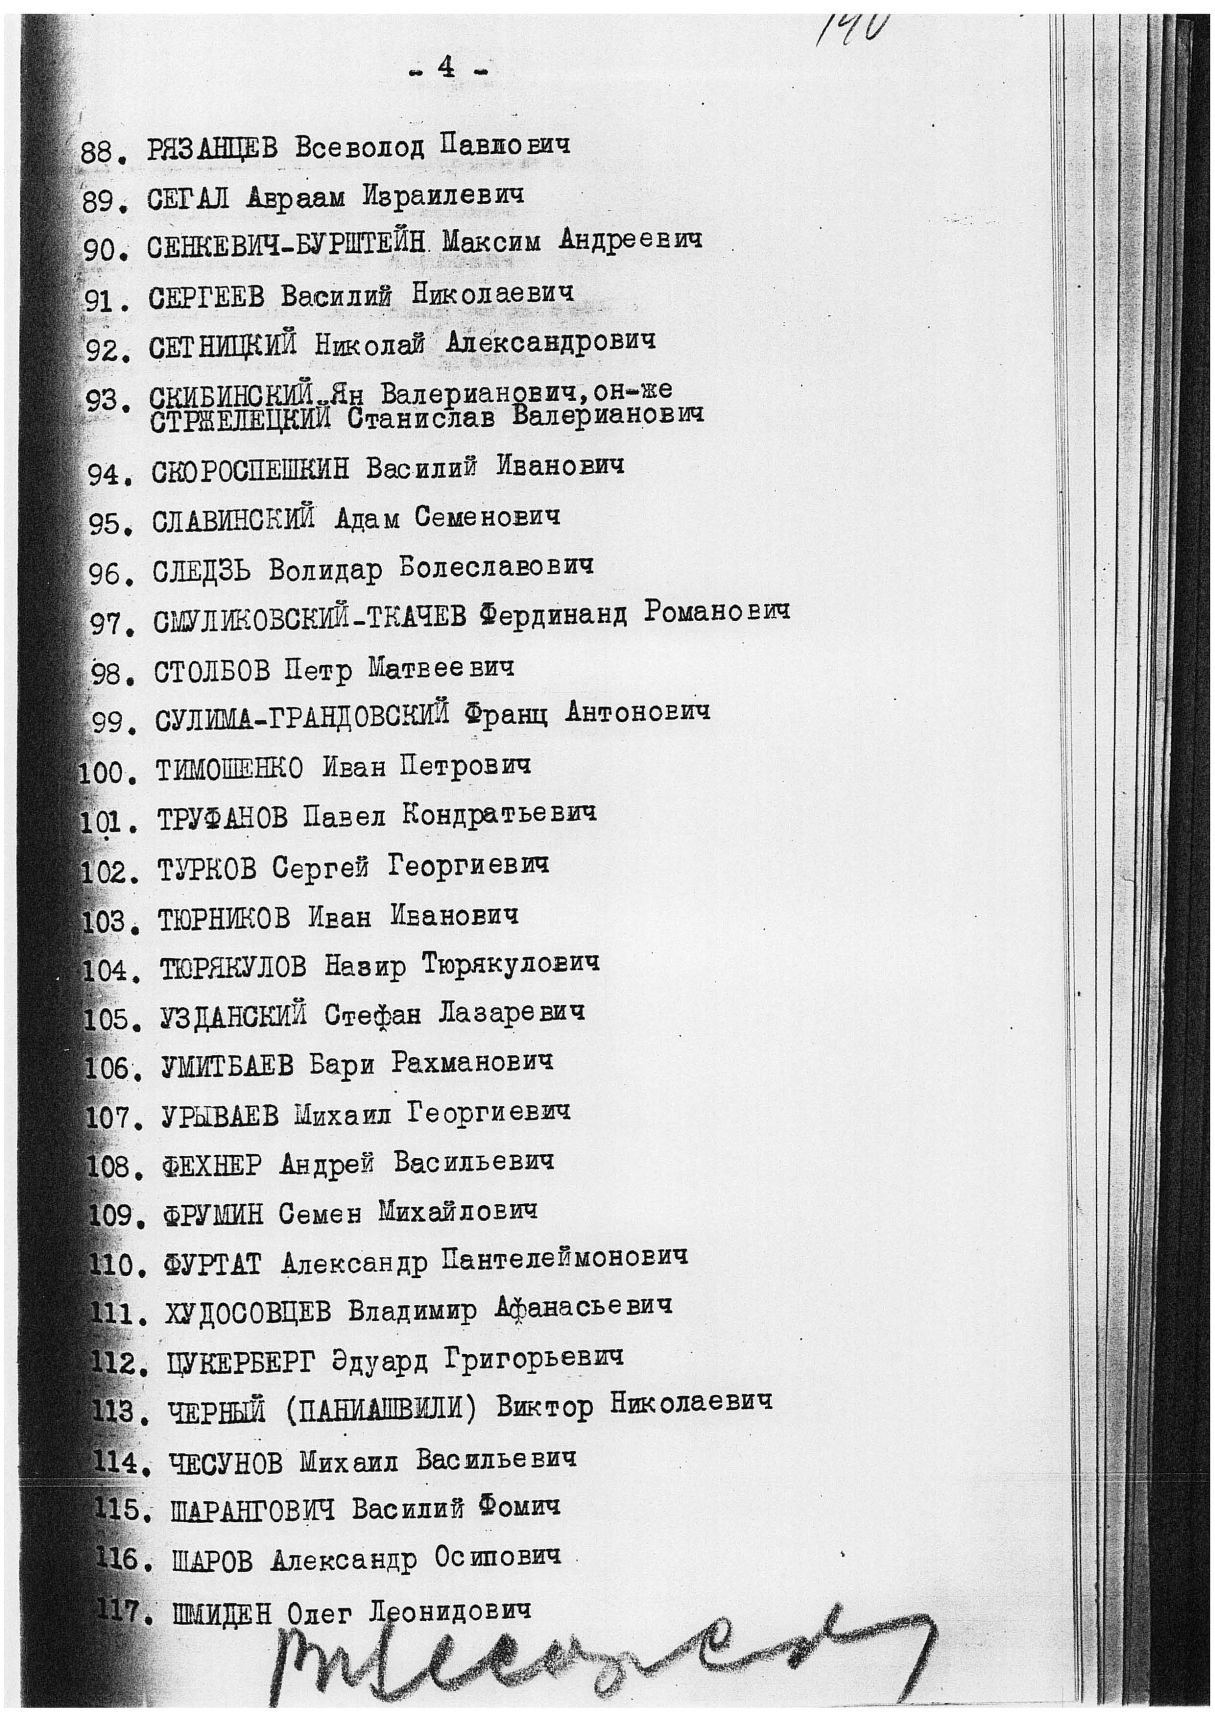 140
- 4 -
88. РЯЗАНЦЕВ Всеволод Павлович
89. СЕГАЛ Авраам Израилевич
90. СЕНКЕВИЧ-БУРШТЕЙН Максим Андреевич
91. СЕРГЕЕВ Василий Николаевич
92. СЕТНИЦКИЙ Николай Александрович
93. СКИБИНСКИЙ Ян Валерианович, он-же
СТРЖЕЛЕЦКИЙ Станислав Валерианович
94. СКОРОСПЕШКИН Василий Иванович
95. СЛАВИНСКИЙ Адам Семенович
96. СЛЕДЗЬ Волидар Болеславович
97. СМУЛИКОВСКИЙ-ТКАЧЕВ Фердинанд Романович
98. СТОЛБОВ Петр Матвеевич
99. СУЛИМА-ГРАНДОВСКИЙ Франц Антонович
100. ТИМОШЕНКО Иван Петрович
101. ТРУФАНОВ Павел Кондратьевич
102. ТУРКОВ Сергей Георгиевич
103. ТЮРНИКОВ Иван Иванович
104. ТЮРЯКУЛОВ Назир Тюрякулович
105. УЗДАНСКИЙ Стефан Лазаревич
106. УМИТБАЕВ Бари Рахманович
107. УРЫВАЕВ Михаил Георгиевич
108. ФЕХНЕР Андрей Васильевич
109. ФРУМИН Семен Михайлович
110. ФУРТАТ Александр Пантелеймонович
111. ХУДОСОВЦЕВ Владимир Афанасьевич
112. ЦУКЕРБЕРГ Эдуард Григорьевич
113. ЧЕРНЫЙ (ПАНИАШВИЛИ) Виктор Николаевич
114. ЧЕСУНОВ Михаил Васильевич
115. ШАРАНГОВИЧ Василий Фомич
116. ШАРОВ Александр Осипович
117. ШМИДЕН Олег Леонидович